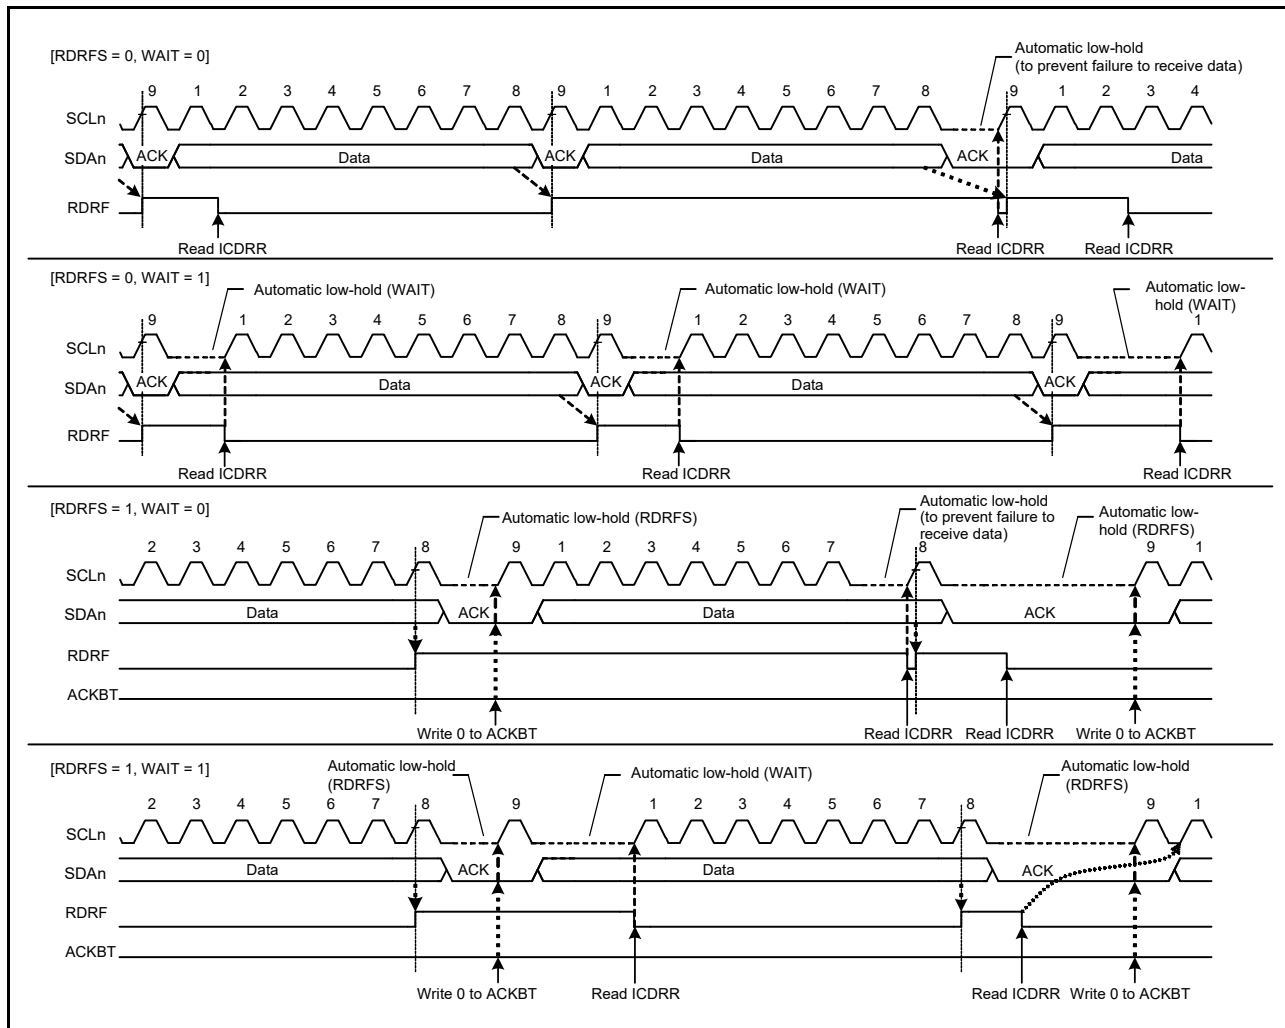 [RDRFS = 0, WAIT = 0]
Automatic low-hold
(to prevent failure to receive data)
9 1 2 3 4 5 6 7 8 9 1 2 3 4 5 6 7 8 9 1 2 3 4
SCLn
SDAn ACK Data ACK Data ACK Data
RDRF
Read ICDRR Read ICDRR Read ICDRR
[RDRFS = 0, WAIT = 1]
Automatic low-hold (WAIT) Automatic low-hold (WAIT) Automatic low-
hold (WAIT)
9 1 2 3 4 5 6 7 8 9 1 2 3 4 5 6 7 8 9 1
SCLn
SDAn ACK Data ACK Data ACK
RDRF
Read ICDRR Read ICDRR Read ICDRR
[RDRFS = 1, WAIT = 0]
Automatic low-hold (RDRFS)
Automatic low-hold
(to prevent failure to
receive data)
Automatic low-
hold (RDRFS)
2 3 4 5 6 7 8 9 1 2 3 4 5 6 7 8 9 1
SCLn
SDAn Data ACK Data ACK
RDRF
ACKBT
Write 0 to ACKBT Read ICDRR Read ICDRR Write 0 to ACKBT
[RDRFS = 1, WAIT = 1]
Automatic low-hold
(RDRFS)
Automatic low-hold (WAIT)
Automatic low-hold
(RDRFS)
2 3 4 5 6 7 8 9 1 2 3 4 5 6 7 8 9 1
SCLn
SDAn Data ACK Data ACK
RDRF
ACKBT
Write 0 to ACKBT Read ICDRR Read ICDRR Write 0 to ACKBT